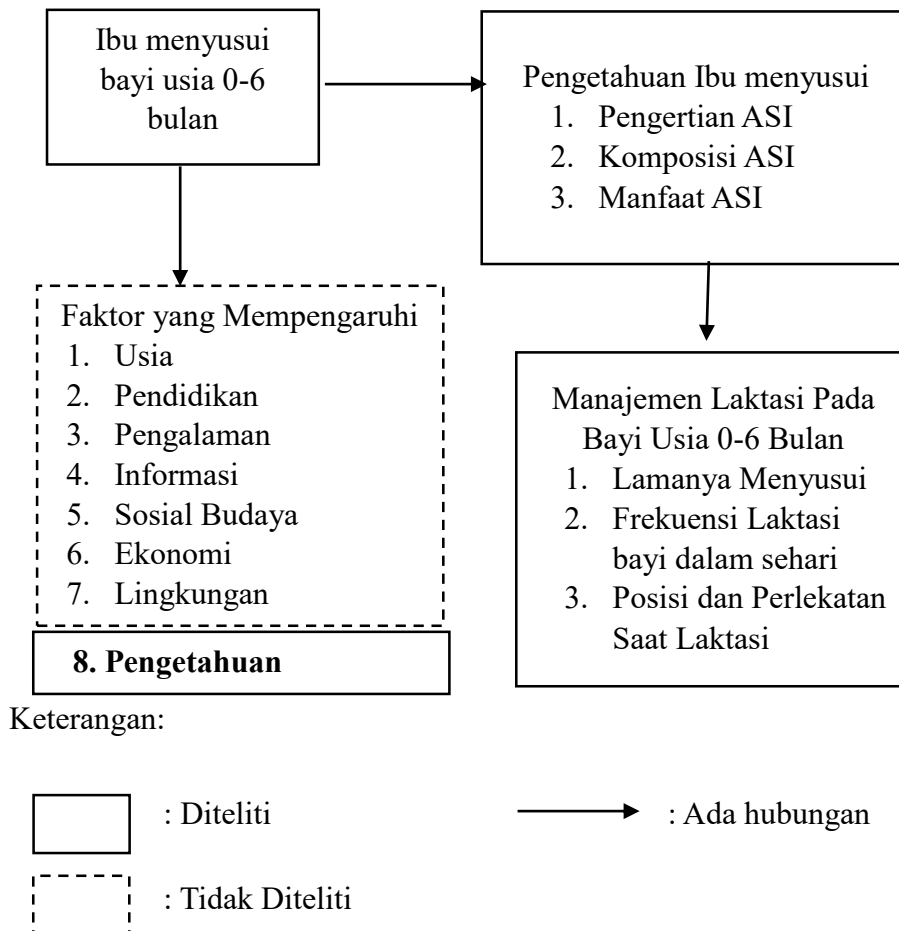 Ibu menyusui
bayi usia 0-6
bulan
Pengetahuan Ibu menyusui
1. Pengertian ASI
2. Komposisi ASI
3. Manfaat ASI
Faktor yang Mempengaruhi
1. Usia
2. Pendidikan
3. Pengalaman
4. Informasi
5. Sosial Budaya
6. Ekonomi
7. Lingkungan
8. Pengetahuan
Manajemen Laktasi Pada
Bayi Usia 0-6 Bulan
1. Lamanya Menyusui
2. Frekuensi Laktasi
bayi dalam sehari
3. Posisi dan Perlekatan
Saat Laktasi
Keterangan:
: Diteliti
: Ada hubungan
: Tidak Diteliti